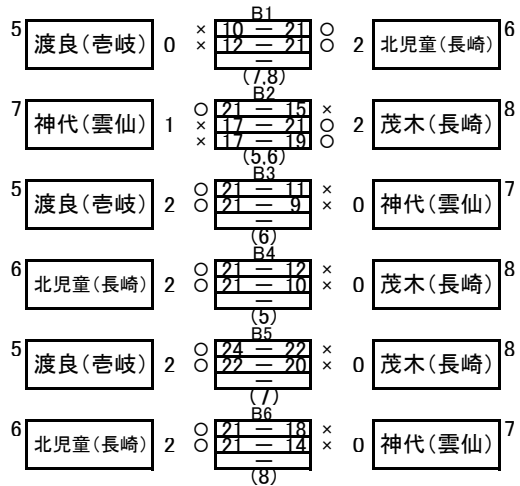 B1
5 渡良(壱岐) 0 × 10 ― 21 ○ 2 北児童(長崎) 6
× 12 ― 21 ○
―
(7,8)
B2
7 神代(雲仙) 1 ○ 21 ― 15 × 2 茂木(長崎) 8
× 17 ― 21 ○
× 17 ― 19 ○
(5,6)
B3
5 渡良(壱岐) 2 ○ 21 ― 11 × 0 神代(雲仙) 7
○ 21 ― 9 ×
―
(6)
B4
6 北児童(長崎) 2 ○ 21 ― 12 × 0 茂木(長崎) 8
○ 21 ― 10 ×
―
(5)
B5
5 渡良(壱岐) 2 ○ 24 ― 22 × 0 茂木(長崎) 8
○ 22 ― 20 ×
―
(7)
B6
6 北児童(長崎) 2 ○ 21 ― 18 × 0 神代(雲仙) 7
○ 21 ― 14 ×
―
(8)